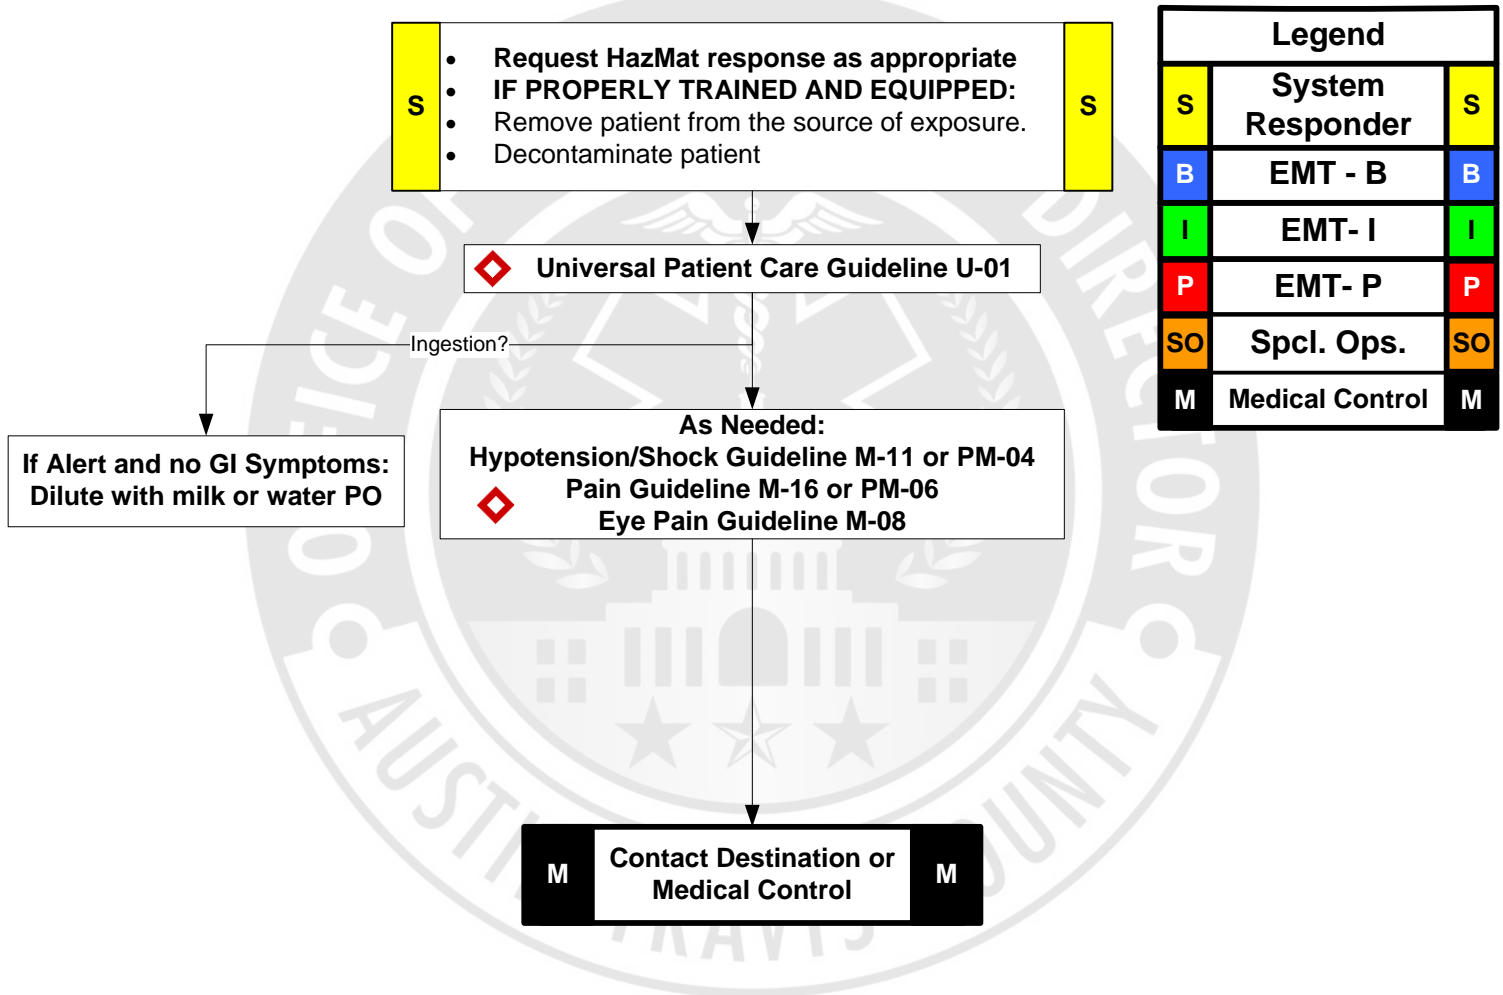 • Request HazMat response as appropriate
• IF PROPERLY TRAINED AND EQUIPPED:
S • Remove patient from the source of exposure. S
• Decontaminate patient
Universal Patient Care Guideline U-01
Ingestion?
If Alert and no GI Symptoms:
Dilute with milk or water PO
As Needed:
Hypotension/Shock Guideline M-11 or PM-04
Pain Guideline M-16 or PM-06
Eye Pain Guideline M-08
M Contact Destination or M
Medical Control
Legend
S System S
Responder
B EMT - B B
I EMT- I I
P EMT- P P
SO Spcl. Ops. SO
M Medical Control M